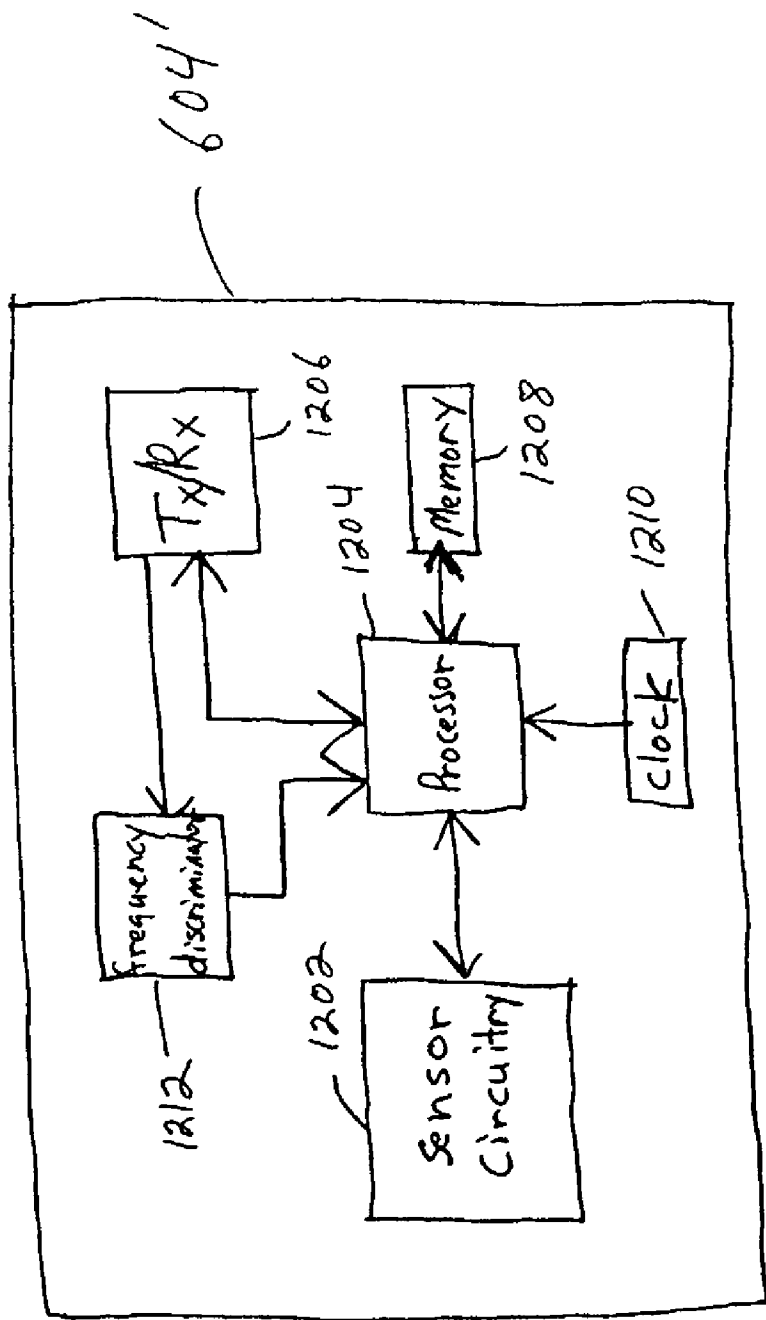 604'
1212
frequency
discriminator
Tx/Rx
1206
1202
1204
Sensor
Circuitry
Processor
Memory
1208
Clock
1210